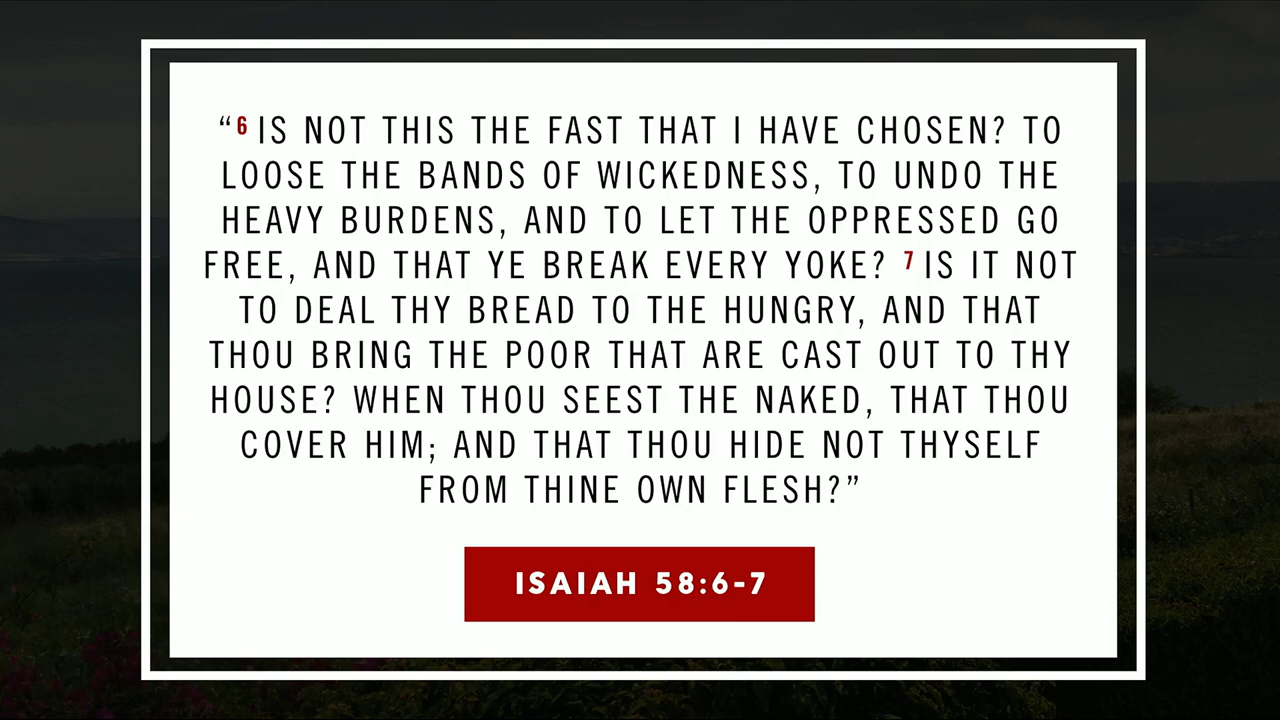 “6 IS NOT THIS THE FAST THAT I HAVE CHOSEN? TO
LOOSE THE BANDS OF WICKEDNESS, TO UNDO THE
HEAVY BURDENS, AND TO LET THE OPPRESSED GO
FREE, AND THAT YE BREAK EVERY YOKE? 7 IS IT NOT
TO DEAL THY BREAD TO THE HUNGRY, AND THAT
THOU BRING THE POOR THAT ARE CAST OUT TO THY
HOUSE? WHEN THOU SEEST THE NAKED, THAT THOU
COVER HIM; AND THAT THOU HIDE NOT THYSELF
FROM THINE OWN FLESH?”
ISAIAH 58:6-7